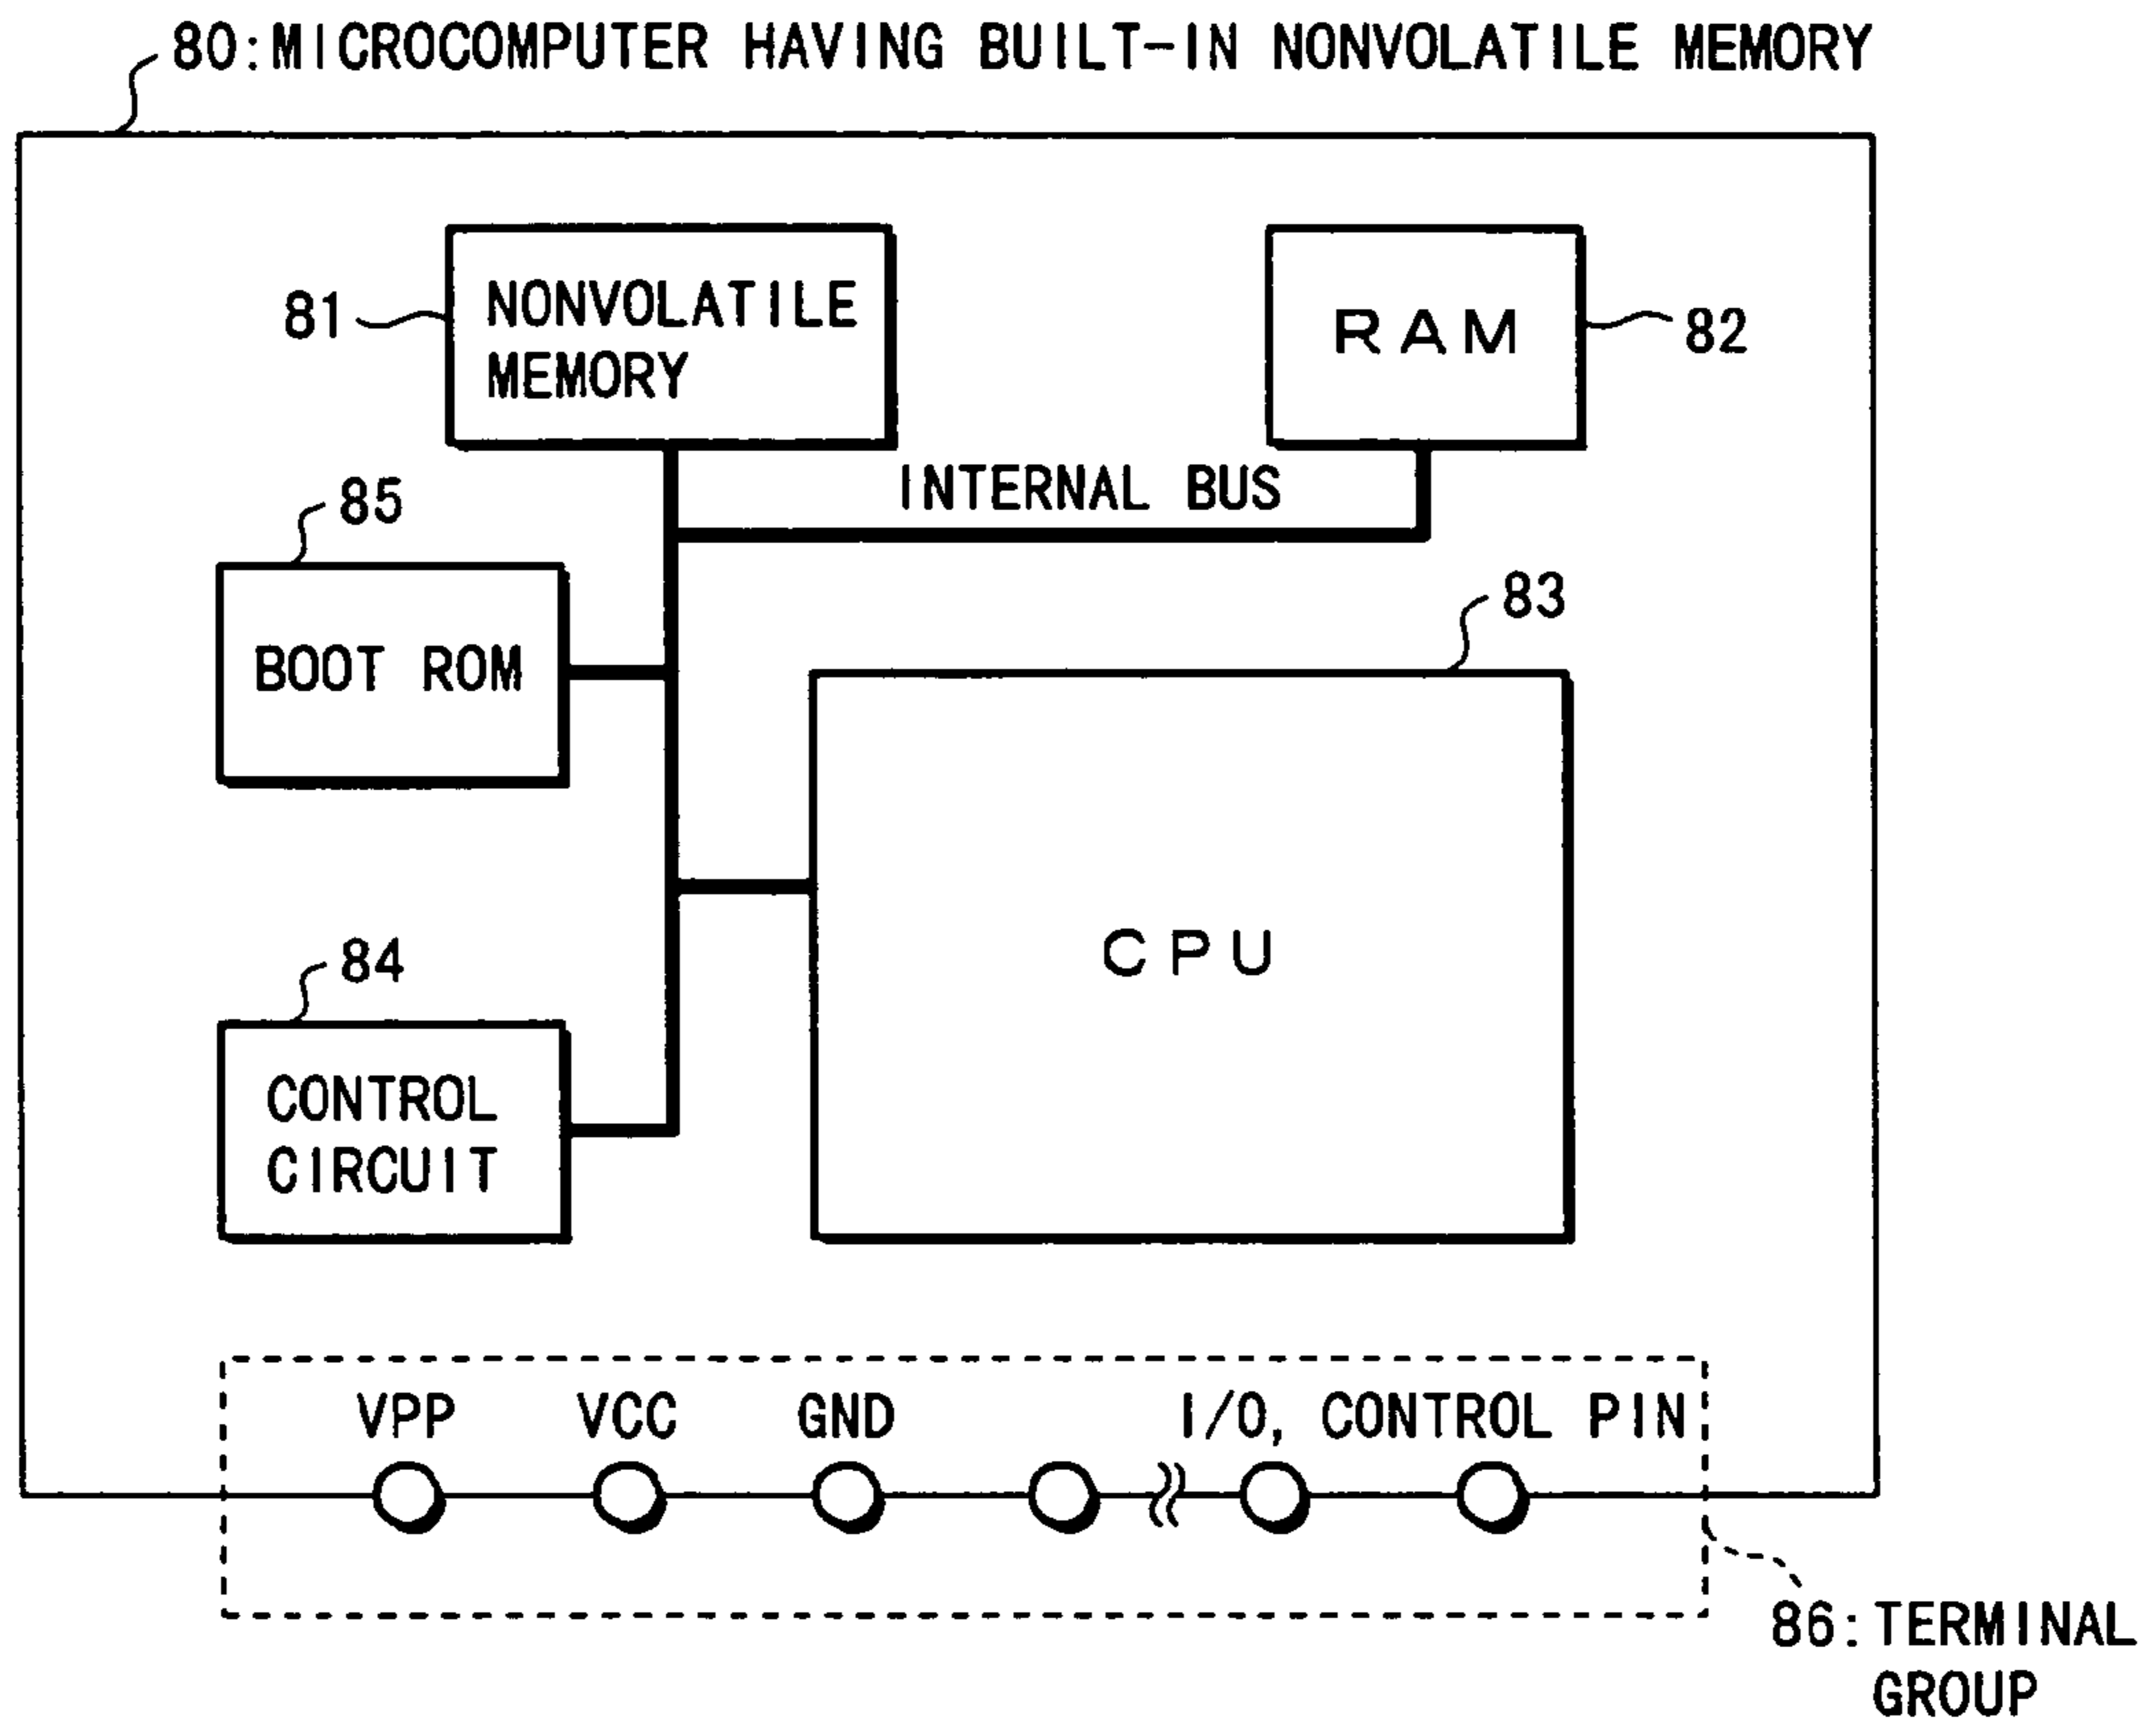 80:MICROCOMPUTER HAVING BUILT-IN NONVOLATILE MEMORY
81
NONVOLATILE
MEMORY
RAM
82
INTERNAL BUS
85
BOOT ROM
83
CPU
84
CONTROL
CIRCUIT
VPP
VCC
GND
I/O, CONTROL PIN
86:TERMINAL
GROUP